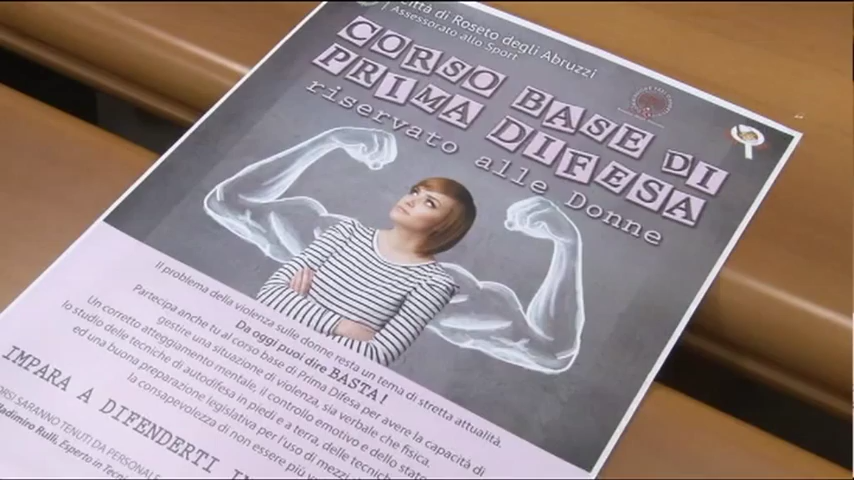 Città di Roseto degli Abruzzi
Assessorato allo Sport
CORSO BASE DI
PRIMA DIFESA
riservato alle Donne
Il problema della violenza sulle donne resta un tema di stretta attualità.
Da oggi puoi dire BASTA!
Partecipa anche tu al corso base di Prima Difesa per avere la capacità di
gestire una situazione di violenza, sia verbale che fisica.
Un corretto atteggiamento mentale, il controllo emotivo e dello
lo studio delle tecniche di autodifesa in piedi e a terra, delle tecniche
ed una buona preparazione legislativa per l'uso di mezzi
la consapevolezza di non essere più
IMPARA A DIFENDERTI
SARANNO TENUTI DA PERSONALE
Rulli, Esperto in